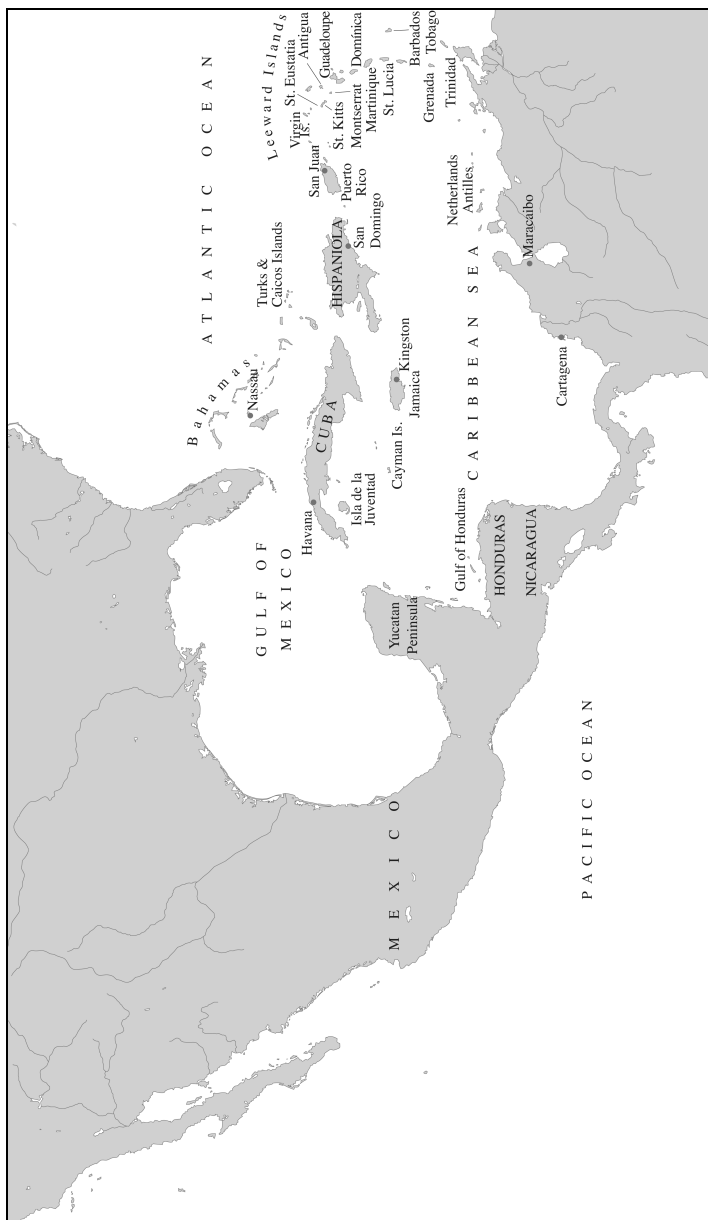 ATLANTIC OCEAN
Leeward Islands
Virgin
Is.
St. Eustatia
Antigua
Guadeloupe
St. Kitts
Montserrat
Martinique
Domínica
St. Lucia
Barbados
Tobago
Grenada
Trinidad
San Juan
Puerto
Rico
San
Domingo
HISPANIOLA
Turks &
Caicos Islands
Bahamas
Nassau
CUBA
Havana
Isla de la
Juventad
Cayman Is.
Kingston
Jamaica
CARIBBEAN SEA
Netherlands
Antilles
Maracaibo
Cartagena
GULF OF
MEXICO
Yucatan
Peninsula
Gulf of Honduras
HONDURAS
NICARAGUA
MEXICO
PACIFIC OCEAN